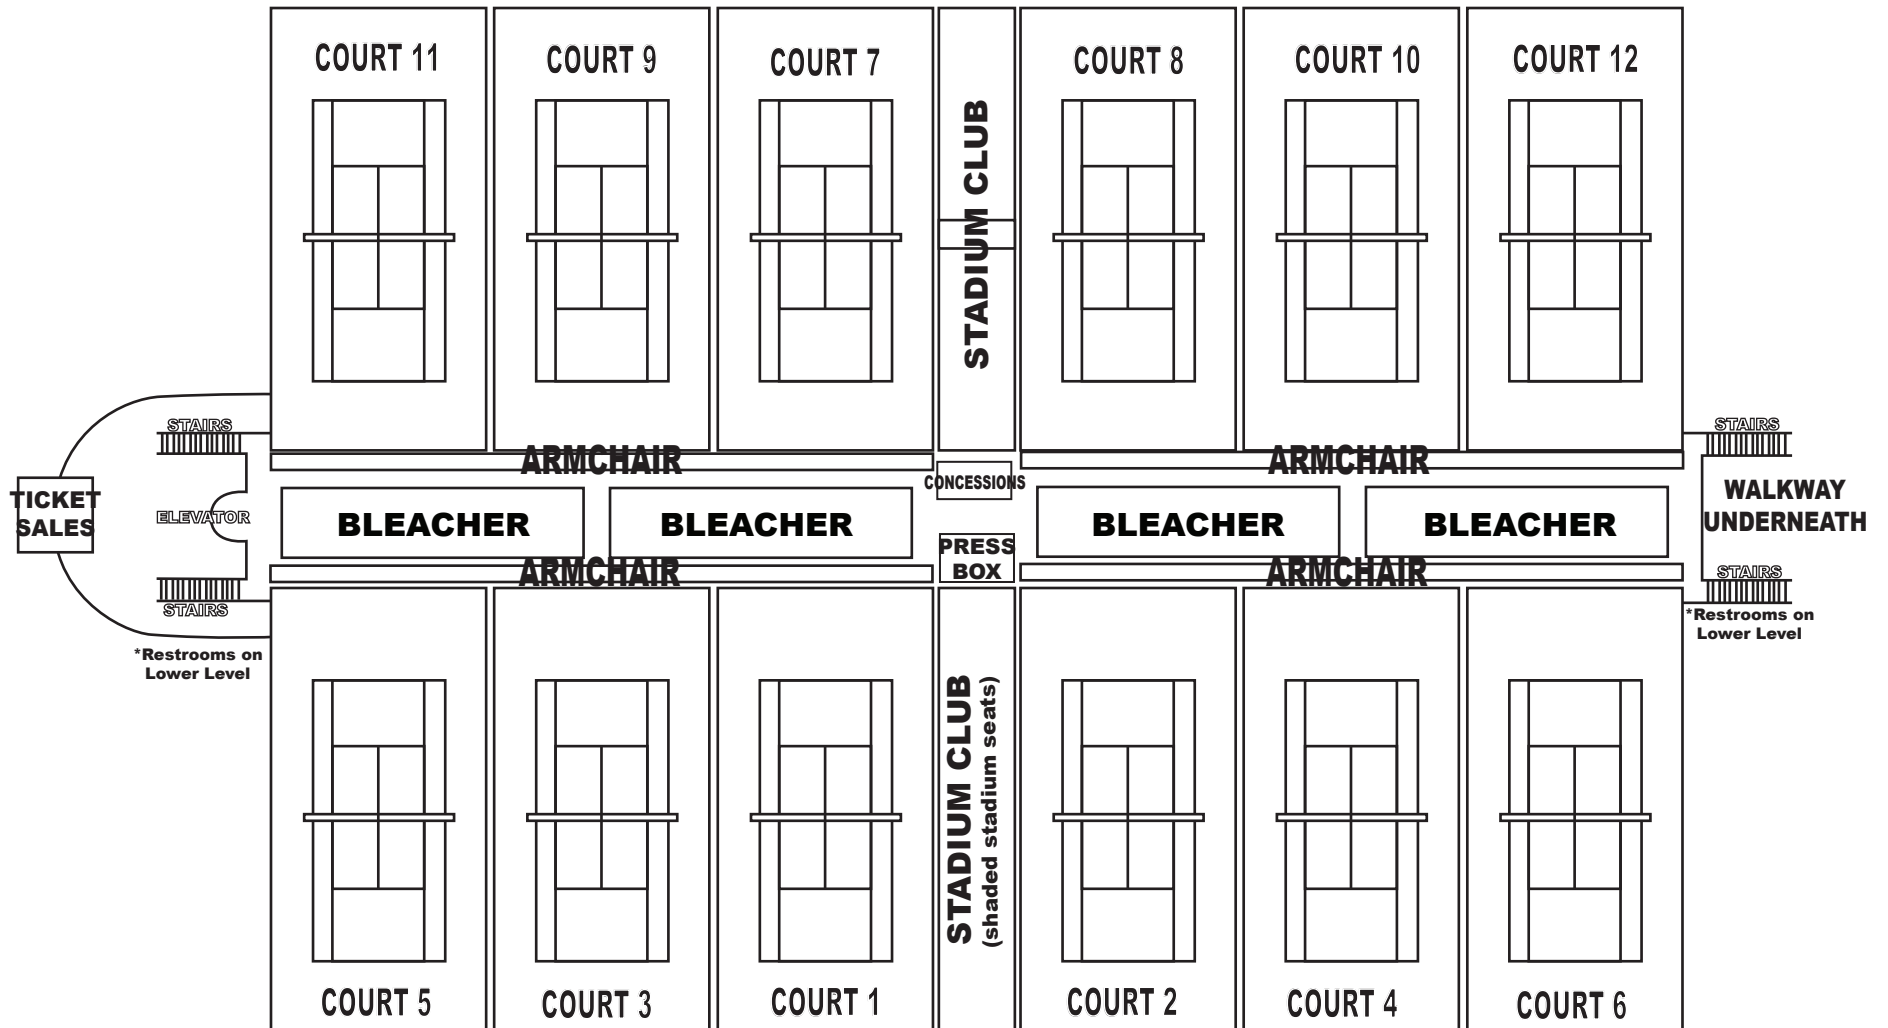 COURT 11
COURT 9
COURT 7
COURT 8
COURT 10
COURT 12
STADIUM CLUB
STADIUM CLUB
STAIRS
STAIRS
ARMCHAIR
ARMCHAIR
CONCESSIONS
TICKET
SALES
ELEVATOR
BLEACHER
BLEACHER
BLEACHER
BLEACHER
WALKWAY
UNDERNEATH
PRESS
BOX
ARMCHAIR
ARMCHAIR
STAIRS
STAIRS
*Restrooms on
Lower Level
*Restrooms on
Lower Level
STADIUM CLUB
(shaded stadium seats)
COURT 5
COURT 3
COURT 1
COURT 2
COURT 4
COURT 6